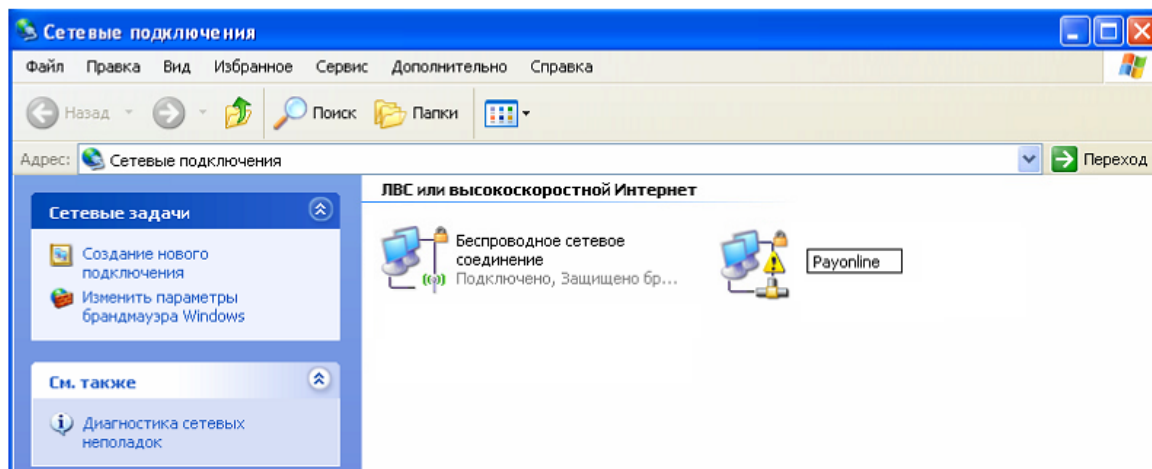 Сетевые подключения
Файл Правка Вид Избранное Сервис Дополнительно Справка
Назад Поиск Папки
Адрес: Сетевые подключения Переход
Сетевые задачи
Создание нового
подключения
Изменить параметры
брандмауэра Windows
См. также
Диагностика сетевых
неполадок
ЛВС или высокоскоростной Интернет
Беспроводное сетевое
соединение
Подключено, Защищено бр...
Payonline